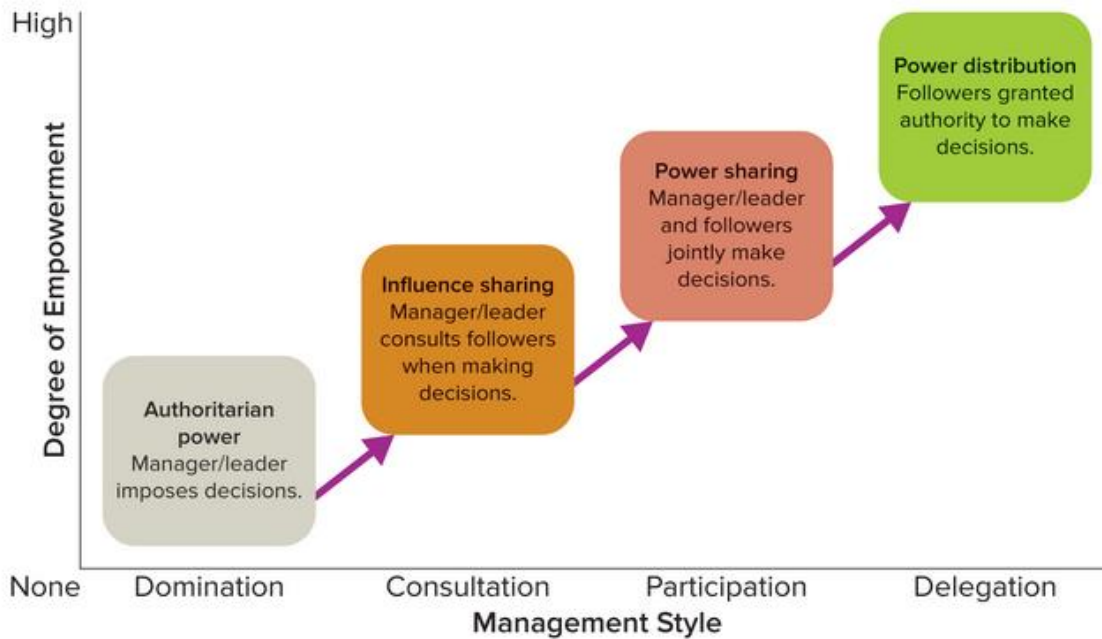 High
Degree of Empowerment
None
Power distribution
Followers granted
authority to make
decisions.
Power sharing
Manager/leader
and followers
jointly make
decisions.
Influence sharing
Manager/leader
consults followers
when making
decisions.
Authoritarian
power
Manager/leader
imposes decisions.
Domination
Consultation
Participation
Delegation
Management Style